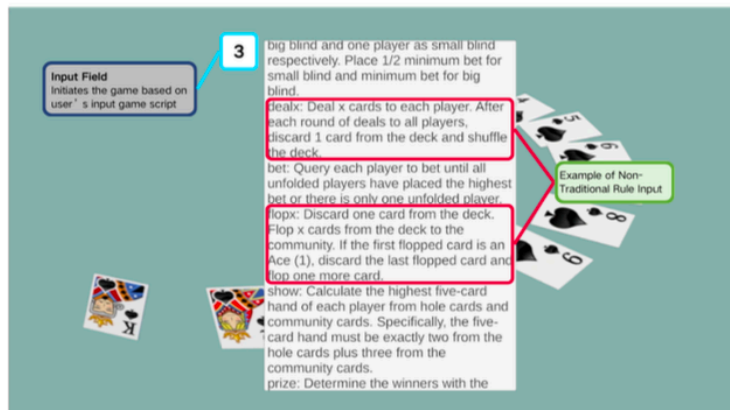 Input Field
Initiates the game based on
user's input game script
3
big blind and one player as small blind
respectively. Place 1/2 minimum bet for
small blind and minimum bet for big
blind.
dealx: Deal x cards to each player. After
each round of deals to all players,
discard 1 card from the deck and shuffle
the deck.
bet: Query each player to bet until all
unfolded players have placed the highest
bet or there is only one unfolded player.
flopx: Discard one card from the deck.
Flop x cards from the deck to the
community. If the first flopped card is an
Ace (1), discard the last flopped card and
flop one more card.
show: Calculate the highest five-card
hand of each player from hole cards and
community cards. Specifically, the five-
card hand must be exactly two from the
hole cards plus three from the
community cards.
prize: Determine the winners with the
Example of Non-
Traditional Rule Input
4
5
6
8
9
K